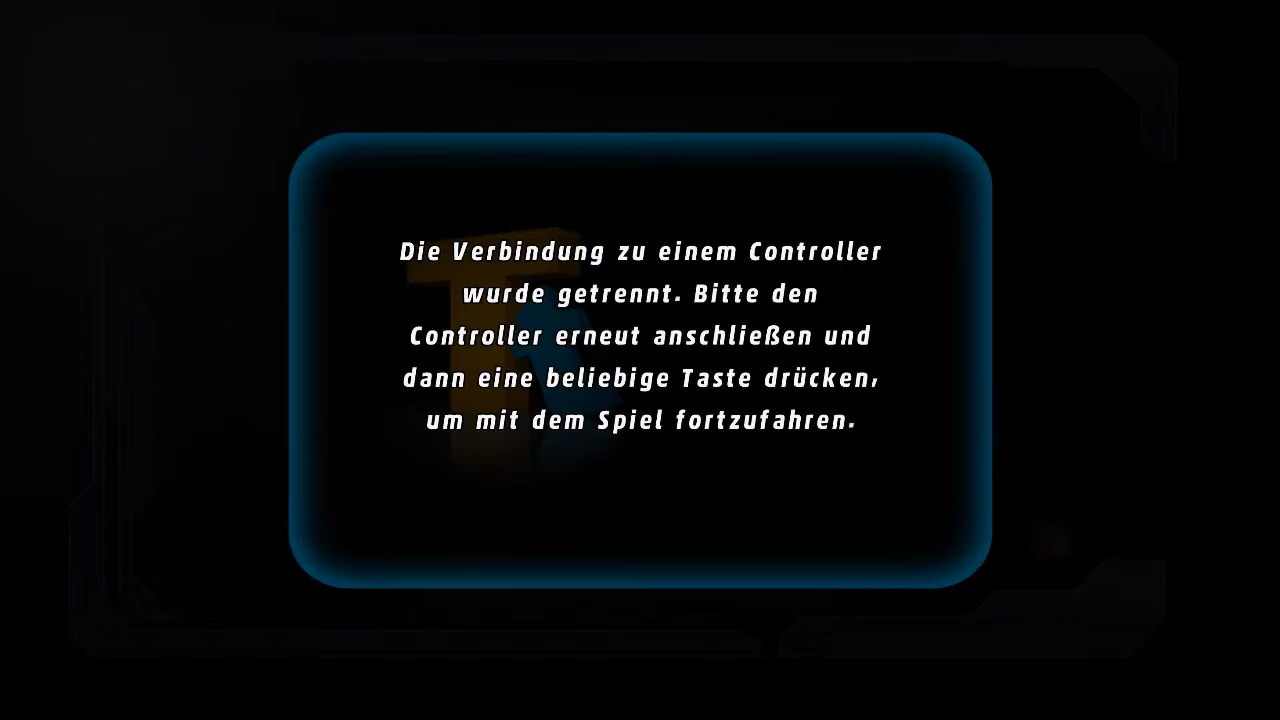 Die Verbindung zu einem Controller
wurde getrennt. Bitte den
Controller erneut anschließen und
dann eine beliebige Taste drücken,
um mit dem Spiel fortzufahren.